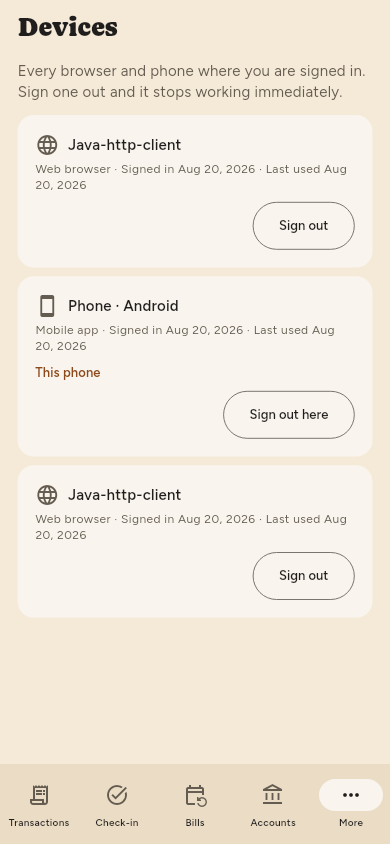 Devices
Every browser and phone where you are signed in.
Sign one out and it stops working immediately.
Java-http-client
Web browser · Signed in Aug 20, 2026 · Last used Aug
20, 2026
Sign out
Phone · Android
Mobile app · Signed in Aug 20, 2026 · Last used Aug
20, 2026
This phone
Sign out here
Java-http-client
Web browser · Signed in Aug 20, 2026 · Last used Aug
20, 2026
Sign out
Transactions Check-in Bills Accounts More